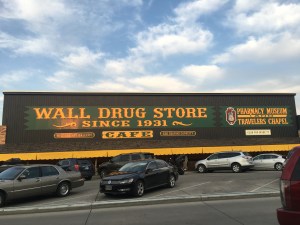 WALL DRUG STORE
SINCE 1931
CAFE
PHARMACY MUSEUM
TRAVELERS CHAPEL